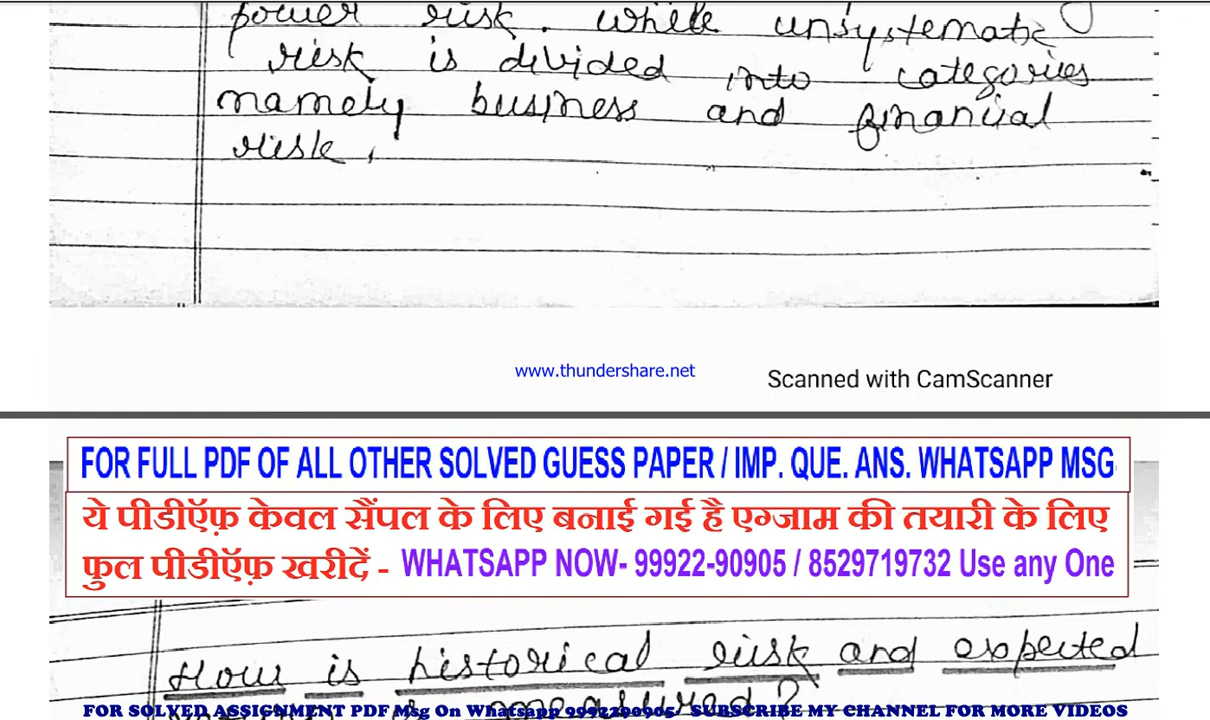 power risk. while unsystematic
risk is divided into categories
namely business and financial
risk,
www.thundershare.net
Scanned with CamScanner
FOR FULL PDF OF ALL OTHER SOLVED GUESS PAPER / IMP. QUE. ANS. WHATSAPP MSG
ये पीडीऍफ़ केवल सैंपल के लिए बनाई गई है एग्जाम की तयारी के लिए
फुल पीडीऍफ़ खरीदें - WHATSAPP NOW- 99922-90905 / 8529719732 Use any One
How is historical risk and expected
measured?
FOR SOLVED ASSIGNMENT PDF Msg On Whatsapp 9992290905 SUBSCRIBE MY CHANNEL FOR MORE VIDEOS